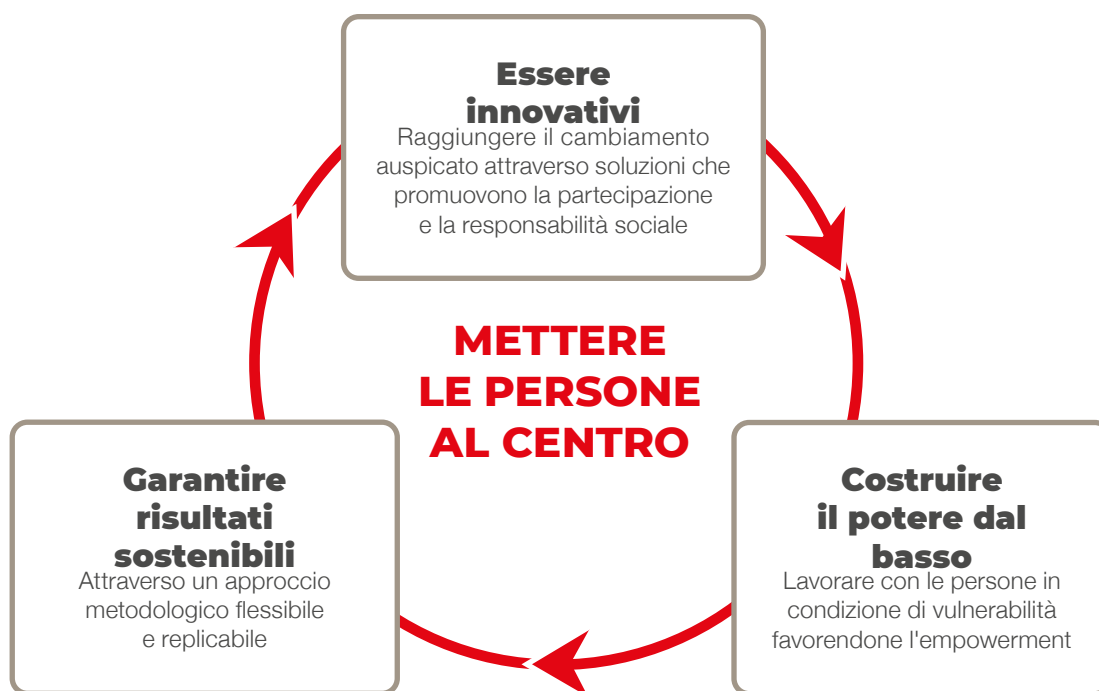 Essere
innovativi
Raggiungere il cambiamento
auspicato attraverso soluzioni che
promuovono la partecipazione
e la responsabilità sociale
METTERE
LE PERSONE
AL CENTRO
Garantire
risultati
sostenibili
Attraverso un approccio
metodologico flessibile
e replicabile
Costruire
il potere dal
basso
Lavorare con le persone in
condizione di vulnerabilità
favorendone l'empowerment